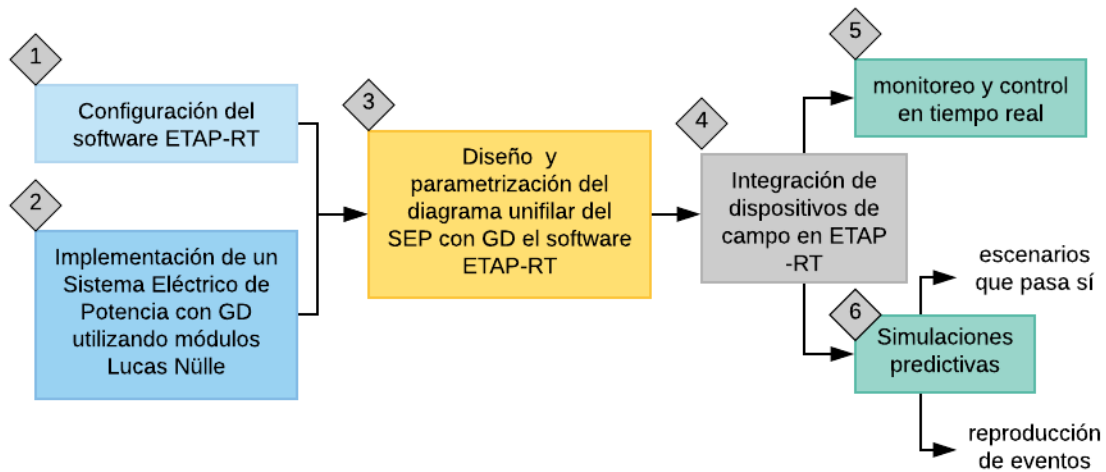 1
Configuración del
software ETAP-RT
2
Implementación de un
Sistema Eléctrico de
Potencia con GD
utilizando módulos
Lucas Nülle
3
Diseño y
parametrización del
diagrama unifilar del
SEP con GD el software
ETAP-RT
4
Integración de
dispositivos de
campo en ETAP
-RT
5
monitoreo y control
en tiempo real
6
Simulaciones
predictivas
escenarios
que pasa sí
reproducción
de eventos